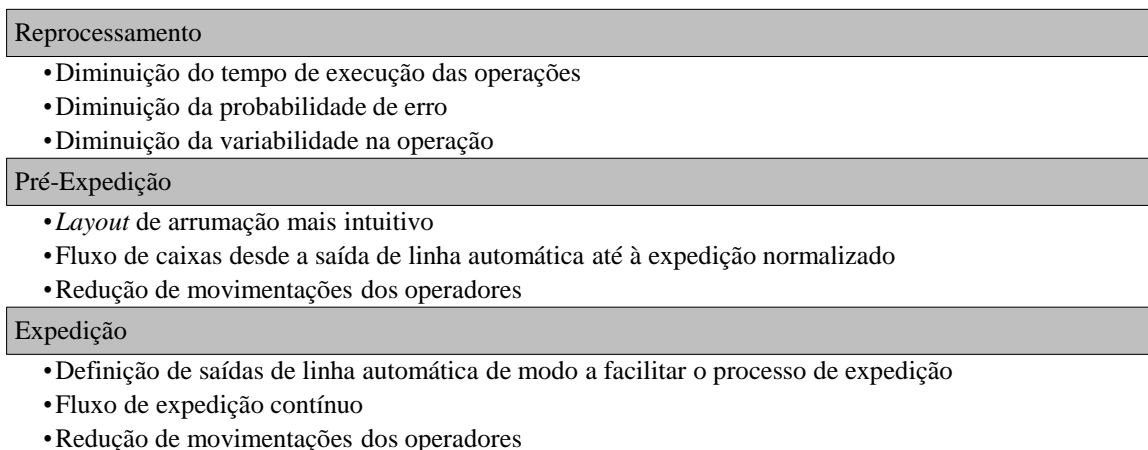 Reprocessamento
•Diminuição do tempo de execução das operações
•Diminuição da probabilidade de erro
•Diminuição da variabilidade na operação
Pré-Expedição
•Layout de arrumação mais intuitivo
•Fluxo de caixas desde a saída de linha automática até à expedição normalizado
•Redução de movimentações dos operadores
Expedição
•Definição de saídas de linha automática de modo a facilitar o processo de expedição
•Fluxo de expedição contínuo
•Redução de movimentações dos operadores